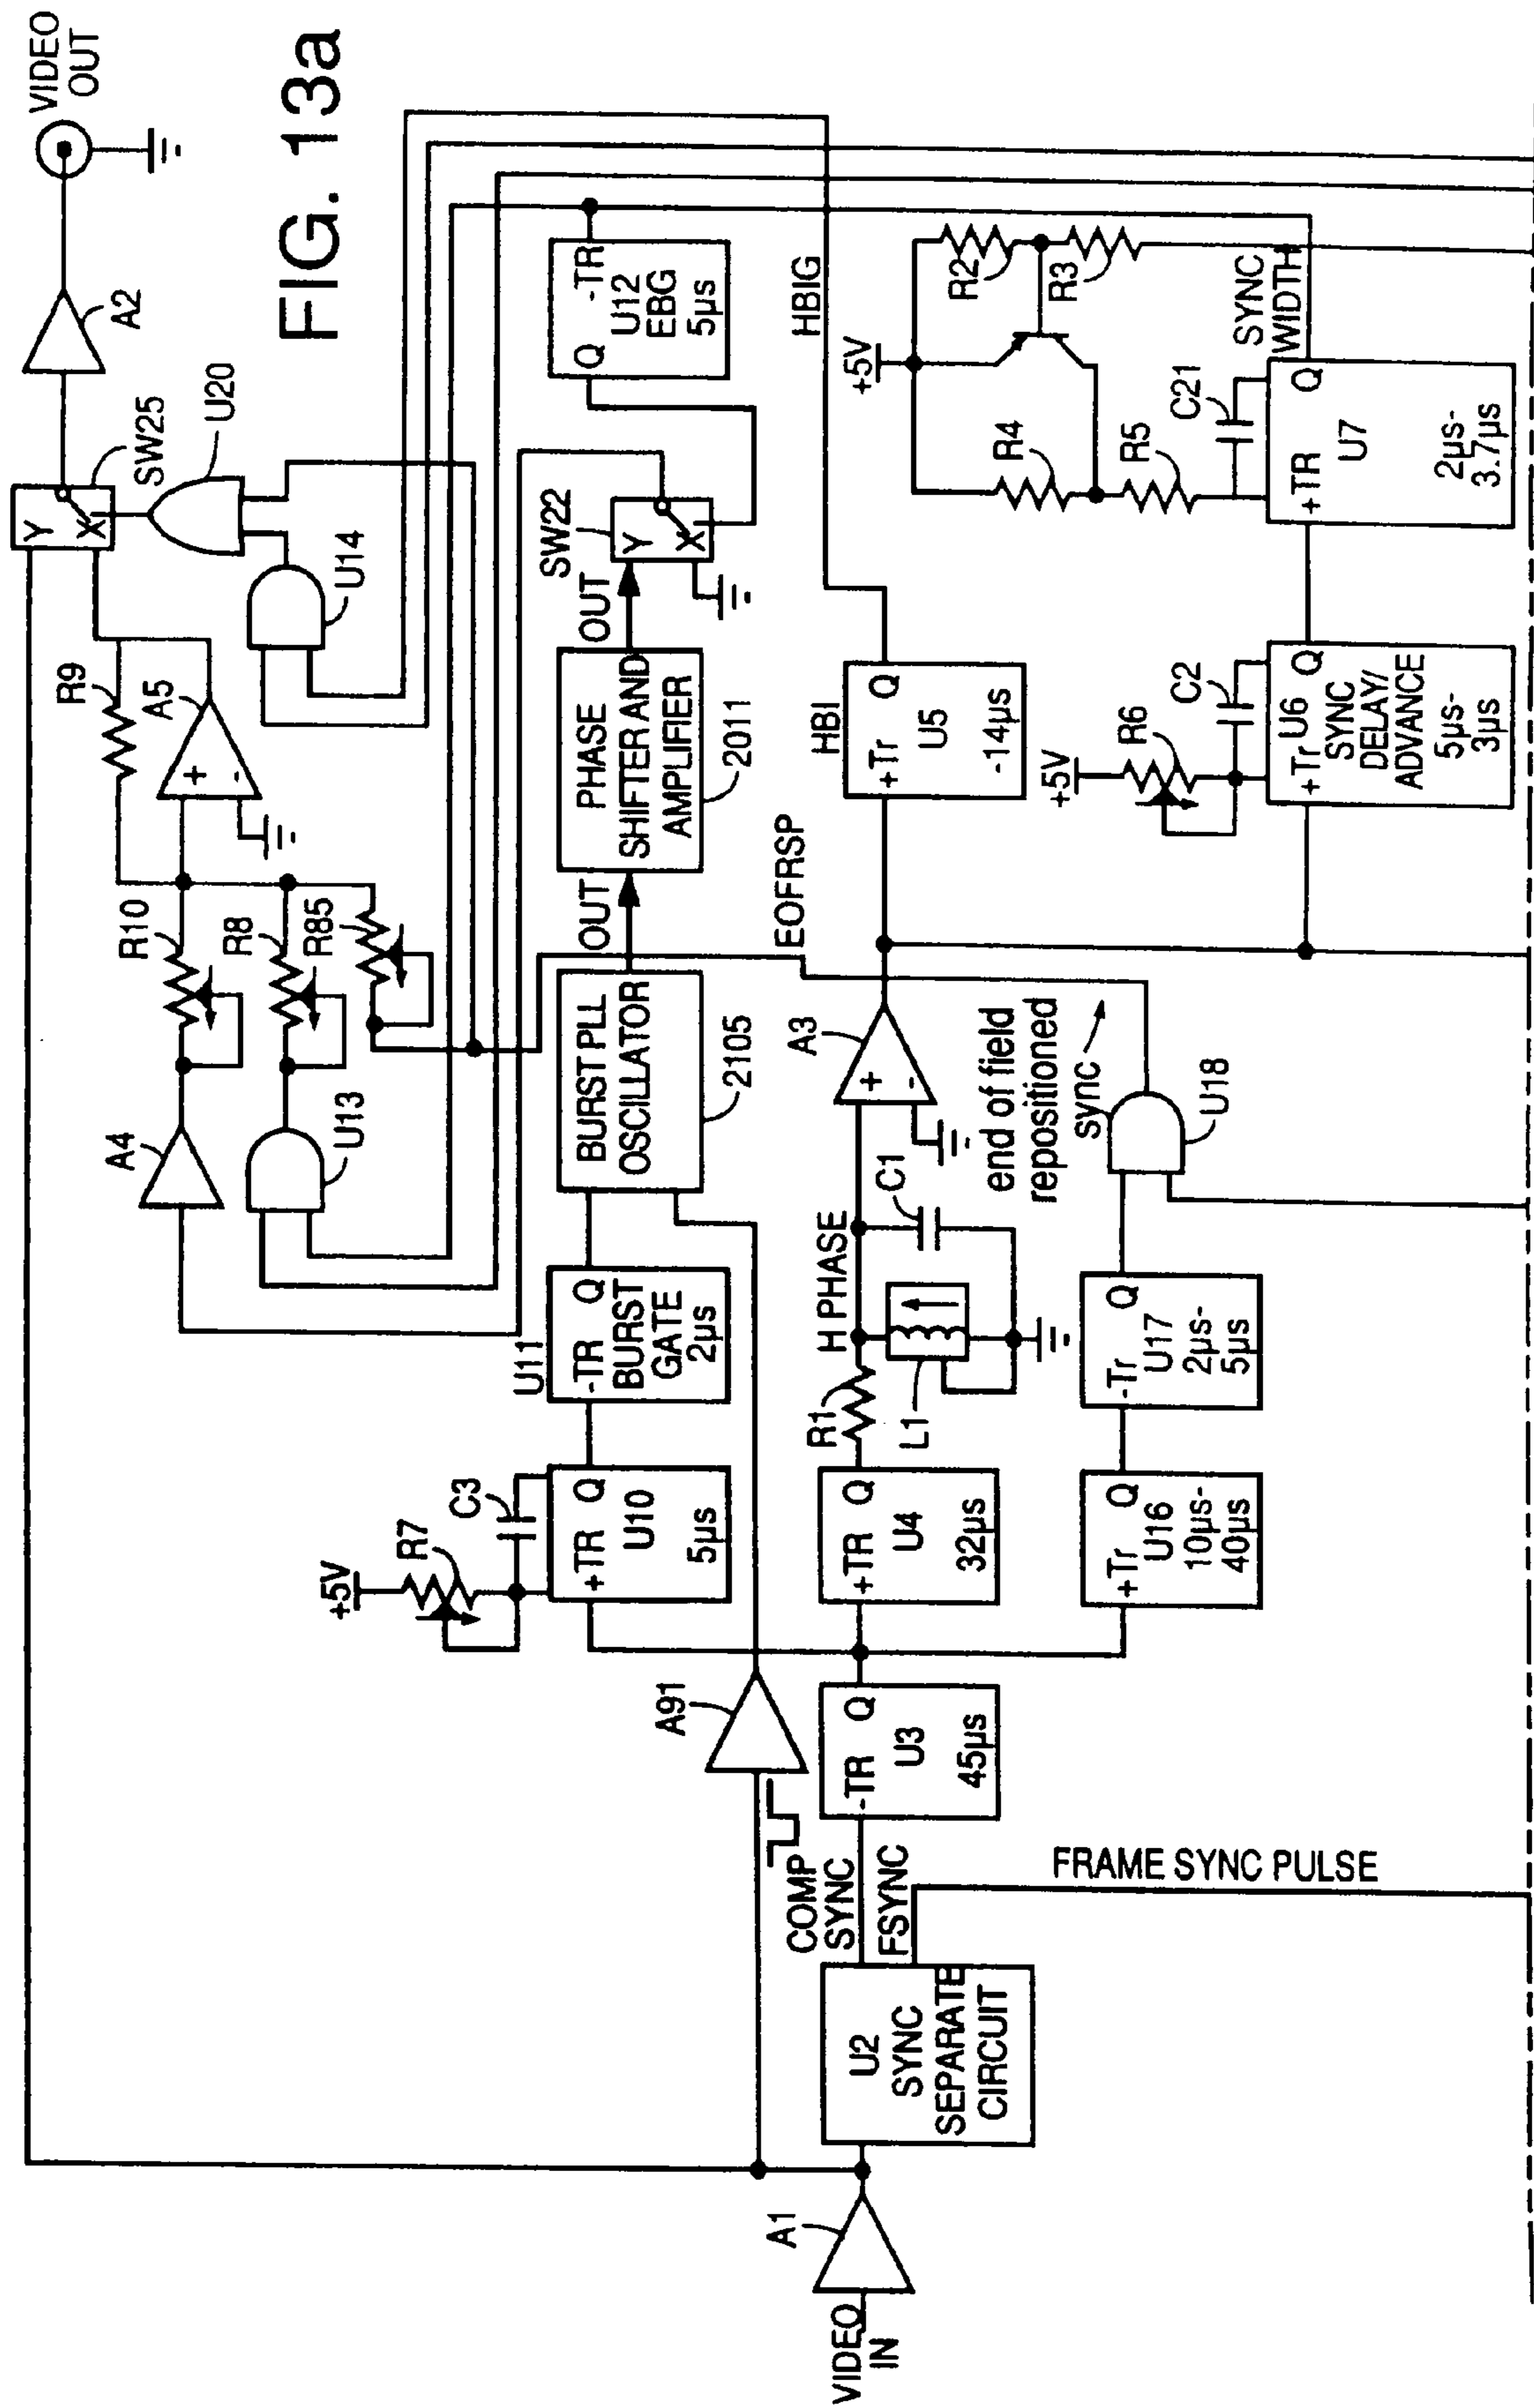 FIG. 13a
VIDEO
OUT
A2
SW25
Y
X
U20
U14
R9
A5
+
-
R10
R8
R85
A4
U13
SW22
Y
X
Q -TR
U12
EBG
5µs
OUT
PHASE
SHIFTER AND
AMPLIFIER
2011
OUT
BURST PLL
OSCILLATOR
2105
U11
-TR Q
BURST
GATE
2µs
+5V
R7
C3
+TR Q
U10
5µs
A91
VIDEO
IN
A1
U2
SYNC
SEPARATE
CIRCUIT
COMP
SYNC
FSYNC
FRAME SYNC PULSE
-TR Q
U3
45µs
+TR Q
U4
32µs
R1
L1
H PHASE
C1
A3
+
-
EOFRSP
end of field
repositioned
sync
U18
+Tr Q
U16
10µs-
40µs
-Tr Q
U17
2µs-
5µs
HBI
+Tr Q
U5
-14µs
HBIG
+5V
R6
C2
+Tr U6 Q
SYNC
DELAY/
ADVANCE
5µs-
3µs
+5V
R2
R3
R4
R5
C21
SYNC
WIDTH
+TR Q
U7
2µs-
3.7µs